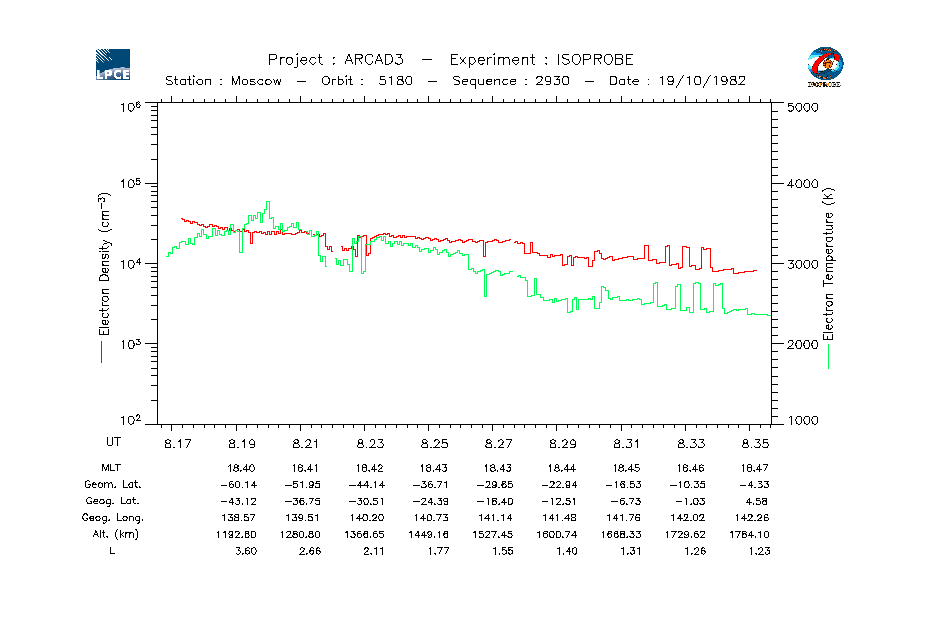 LPCE
Project : ARCAD3 — Experiment : ISOPROBE
ISOPROBE
Station : Moscow — Orbit : 5180 — Sequence : 2930 — Date : 19/10/1982
10⁶ 5000
10⁵ 4000
10⁴ 3000
10³ 2000
10² 1000
Electron Density (cm⁻³)
Electron Temperature (K)
UT 8.17 8.19 8.21 8.23 8.25 8.27 8.29 8.31 8.33 8.35
MLT 18.40 18.41 18.42 18.43 18.43 18.44 18.45 18.46 18.47
Geom. Lat. −60.14 −51.95 −44.14 −36.71 −29.65 −22.94 −16.53 −10.35 −4.33
Geog. Lat. −43.12 −36.75 −30.51 −24.39 −18.40 −12.51 −6.73 −1.03 4.58
Geog. Long. 138.57 139.51 140.20 140.73 141.14 141.48 141.76 142.02 142.26
Alt. (km) 1192.80 1280.80 1366.65 1449.16 1527.45 1600.74 1668.33 1729.62 1784.10
L 3.60 2.66 2.11 1.77 1.55 1.40 1.31 1.26 1.23